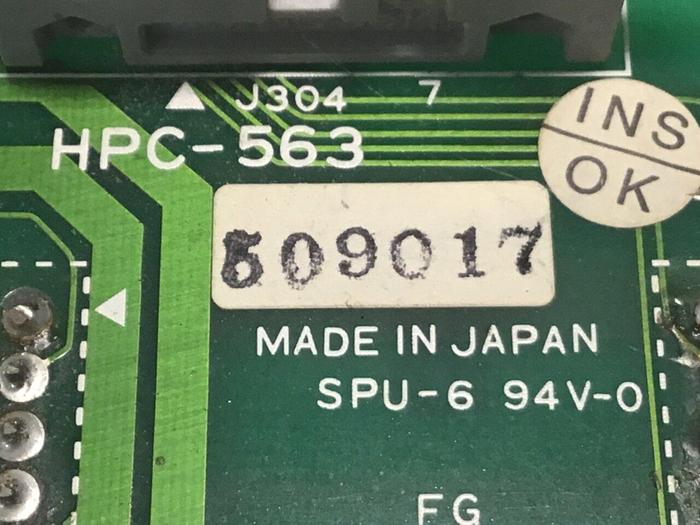 J304 7
HPC-563
INS
OK
509017
MADE IN JAPAN
SPU-6 94V-0
FG